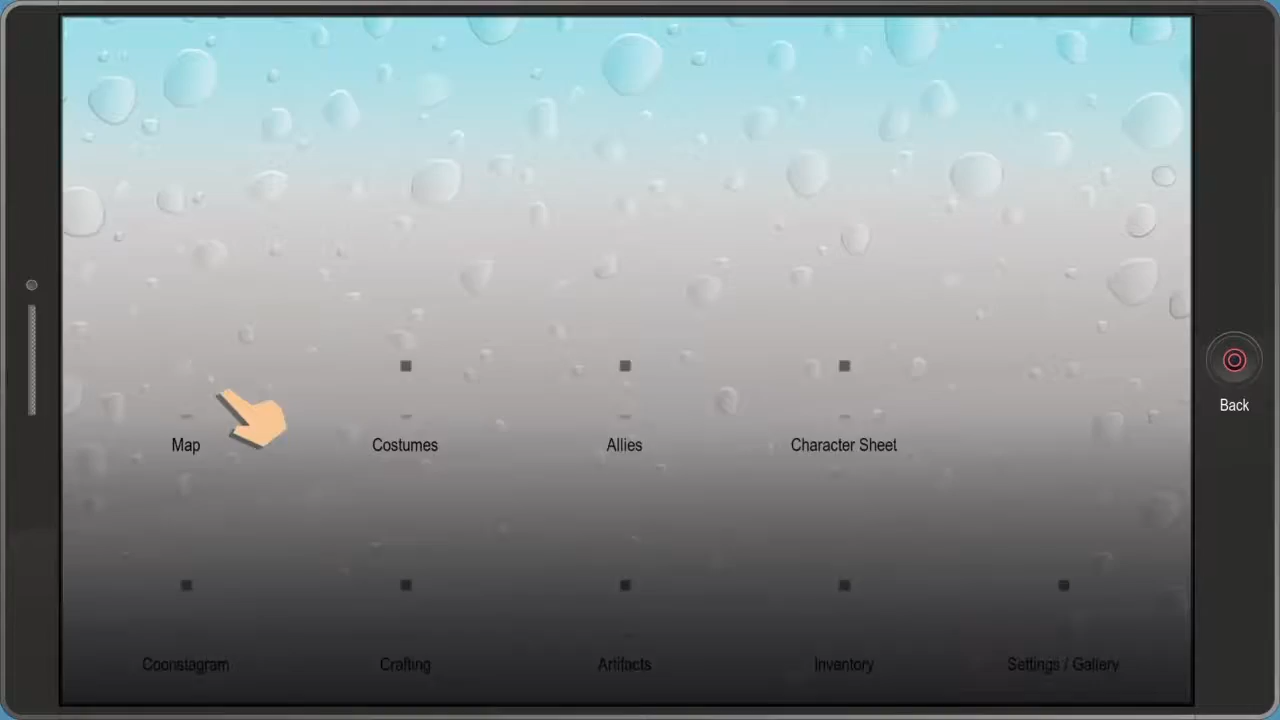 Back
Map
Costumes
Allies
Character Sheet
Coonstagram
Crafting
Artifacts
Inventory
Settings / Gallery